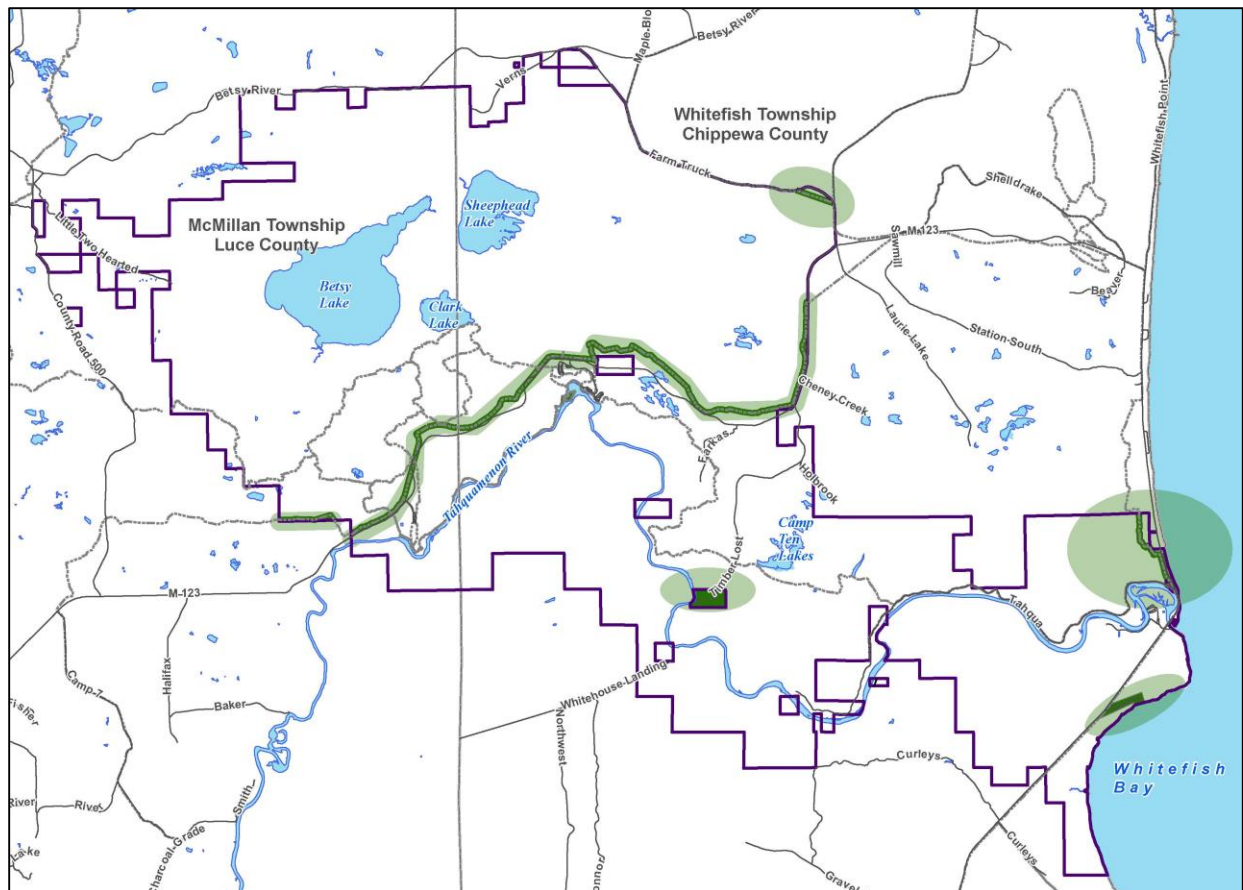 Maple-Blo
Betsy River
Verns
Betsy River
Whitefish Township
Chippewa County
Whitefish Point
Farm Truck
Shelldrake
Sheephead
Lake
McMillan Township
Luce County
Little Two Hearted
Sawmill
M-123
Beaver
Betsy
Lake
Clark
Lake
County Road 500
Laurie-Lake
Station-South
Cheney-Creek
Farkas
Holbrook
Tahquamenon River
Camp
Ten
Lakes
Timber-Lost
Tahqua
M-123
Halifax
Camp-7
Baker
Whitehouse-Landing
Fisher
Northwest
Curleys
Whitefish
Bay
River
River
Smith
Charcoal-Grade
Curleys
Lake
onnor
Gravel